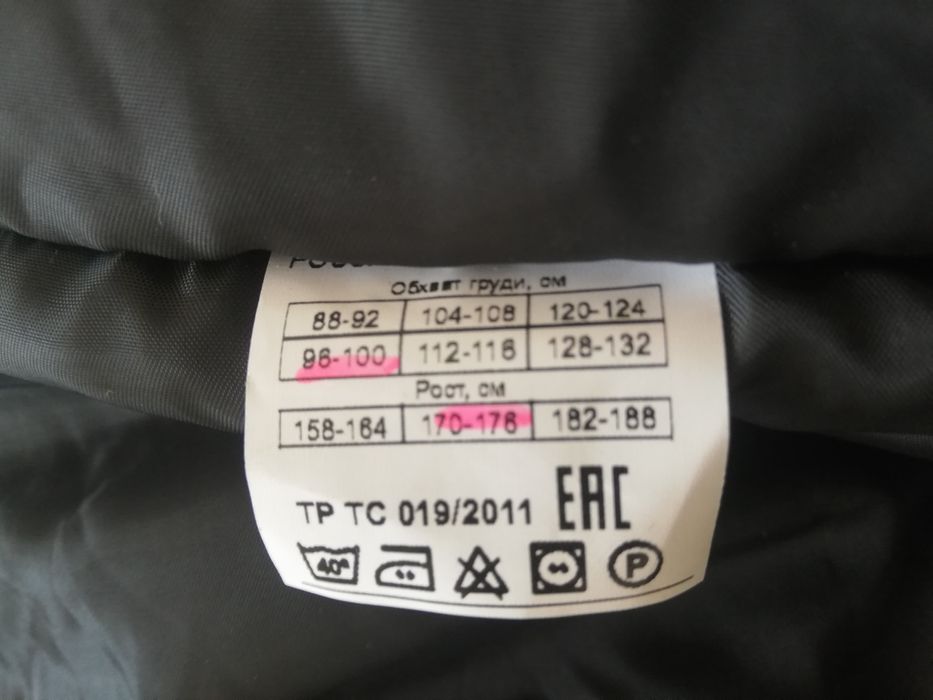 Обхват груди, см
88-92 104-108 120-124
96-100 112-116 128-132
Рост, см
158-164 170-176 182-188
ТР ТС 019/2011 EAC
40° P